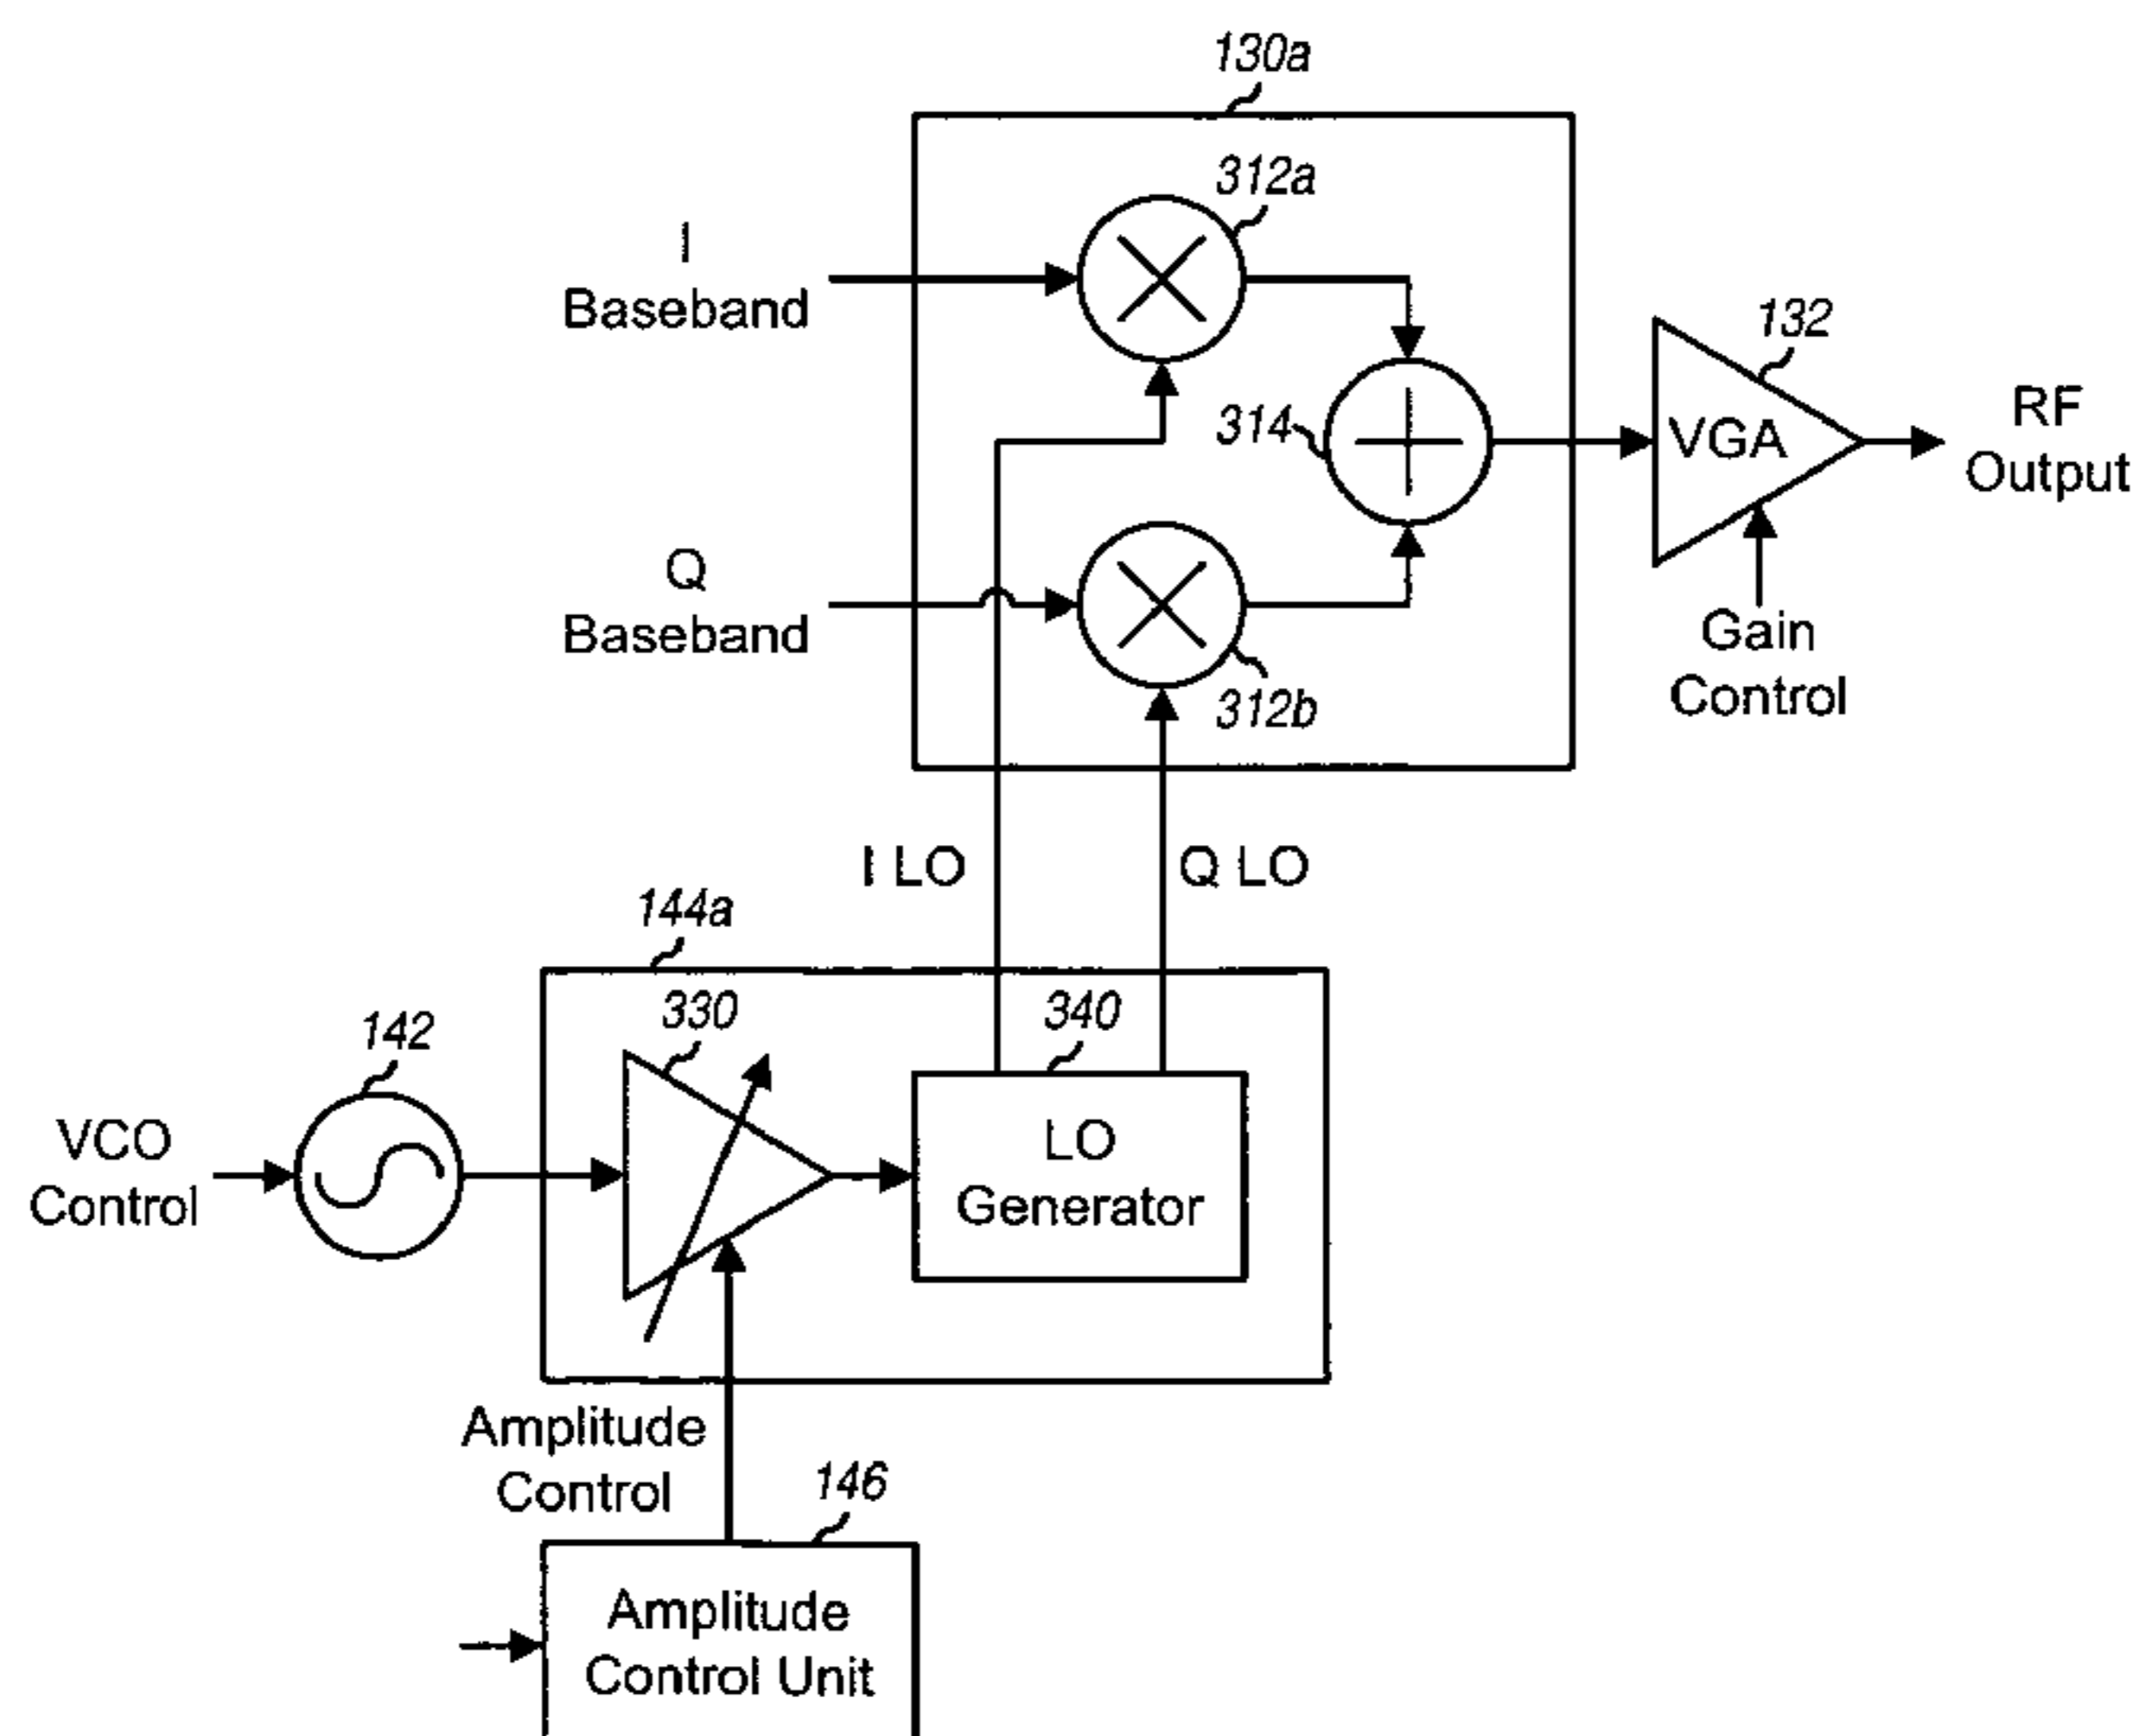 130a
312a
I
Baseband
132
314
VGA
RF
Output
Q
Baseband
312b
Gain
Control
I LO
Q LO
144a
330
340
142
VCO
Control
LO
Generator
Amplitude
Control
146
Amplitude
Control Unit